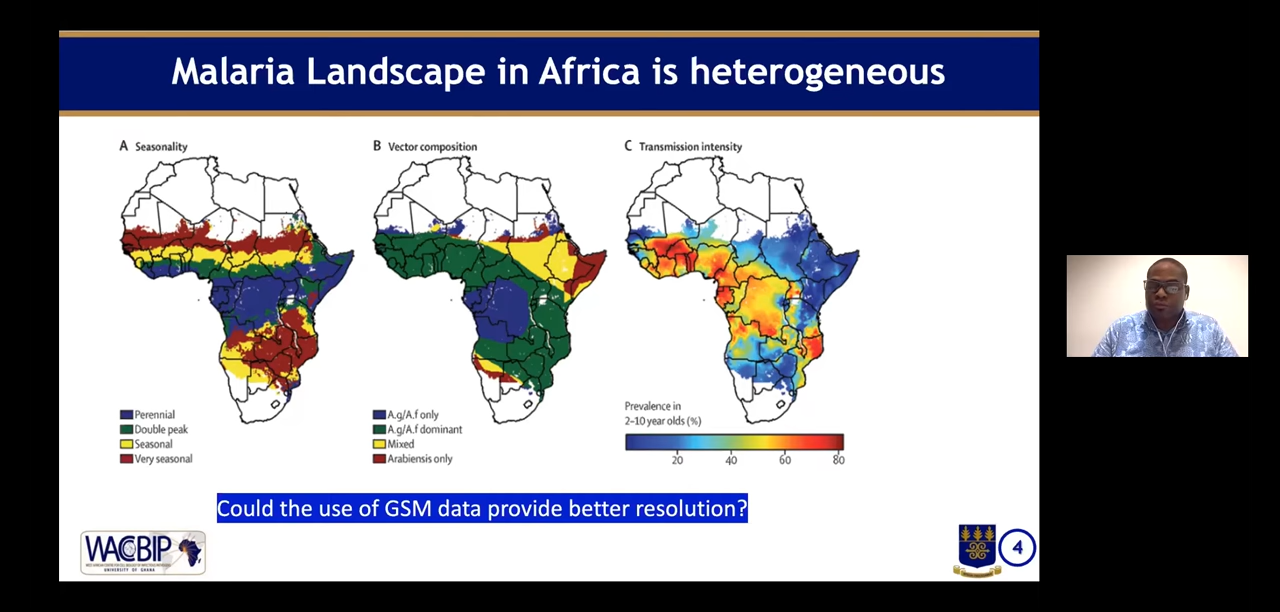 Malaria Landscape in Africa is heterogeneous
A Seasonality
B Vector composition
C Transmission intensity
Perennial
Double peak
Seasonal
Very seasonal
A.g/A.f only
A.g/A.f dominant
Mixed
Arabiensis only
Prevalence in
2–10 year olds (%)
20 40 60 80
Could the use of GSM data provide better resolution?
WACCBIP
UNIVERSITY OF GHANA
4